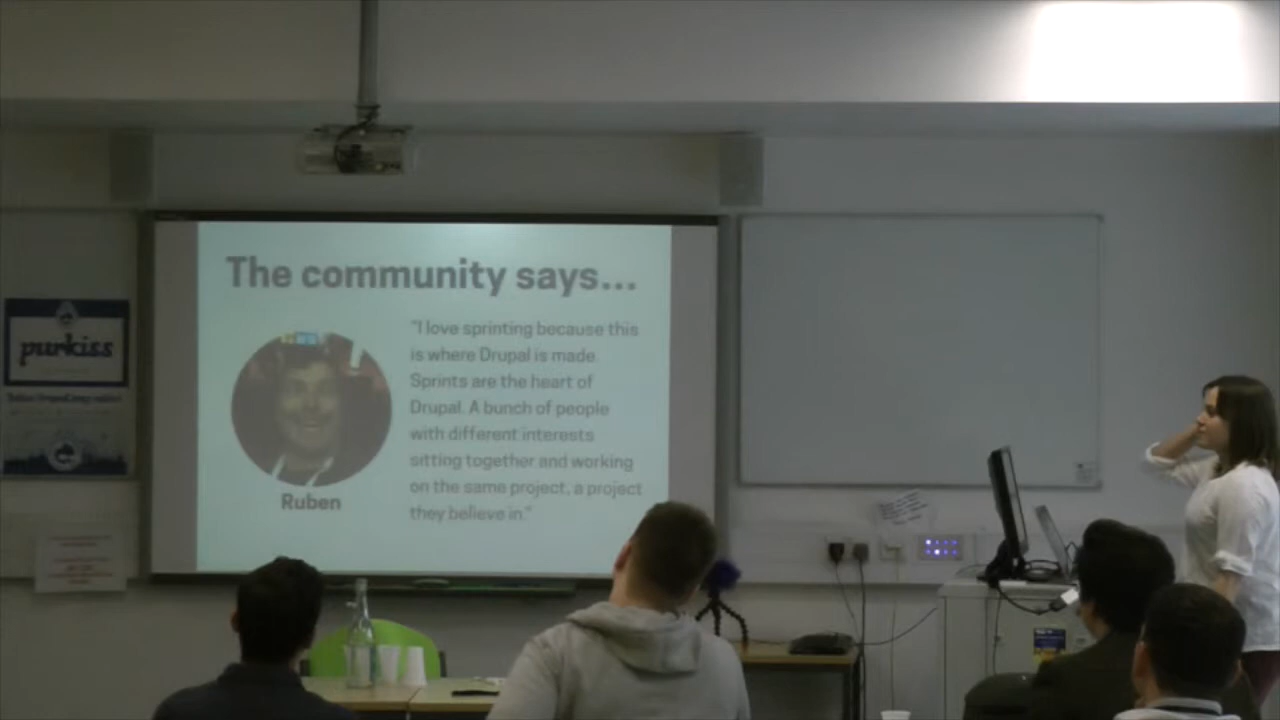 The community says...
"I love sprinting because this
is where Drupal is made.
Sprints are the heart of
Drupal. A bunch of people
with different interests
sitting together and working
on the same project, a project
they believe in."
Ruben
purkiss